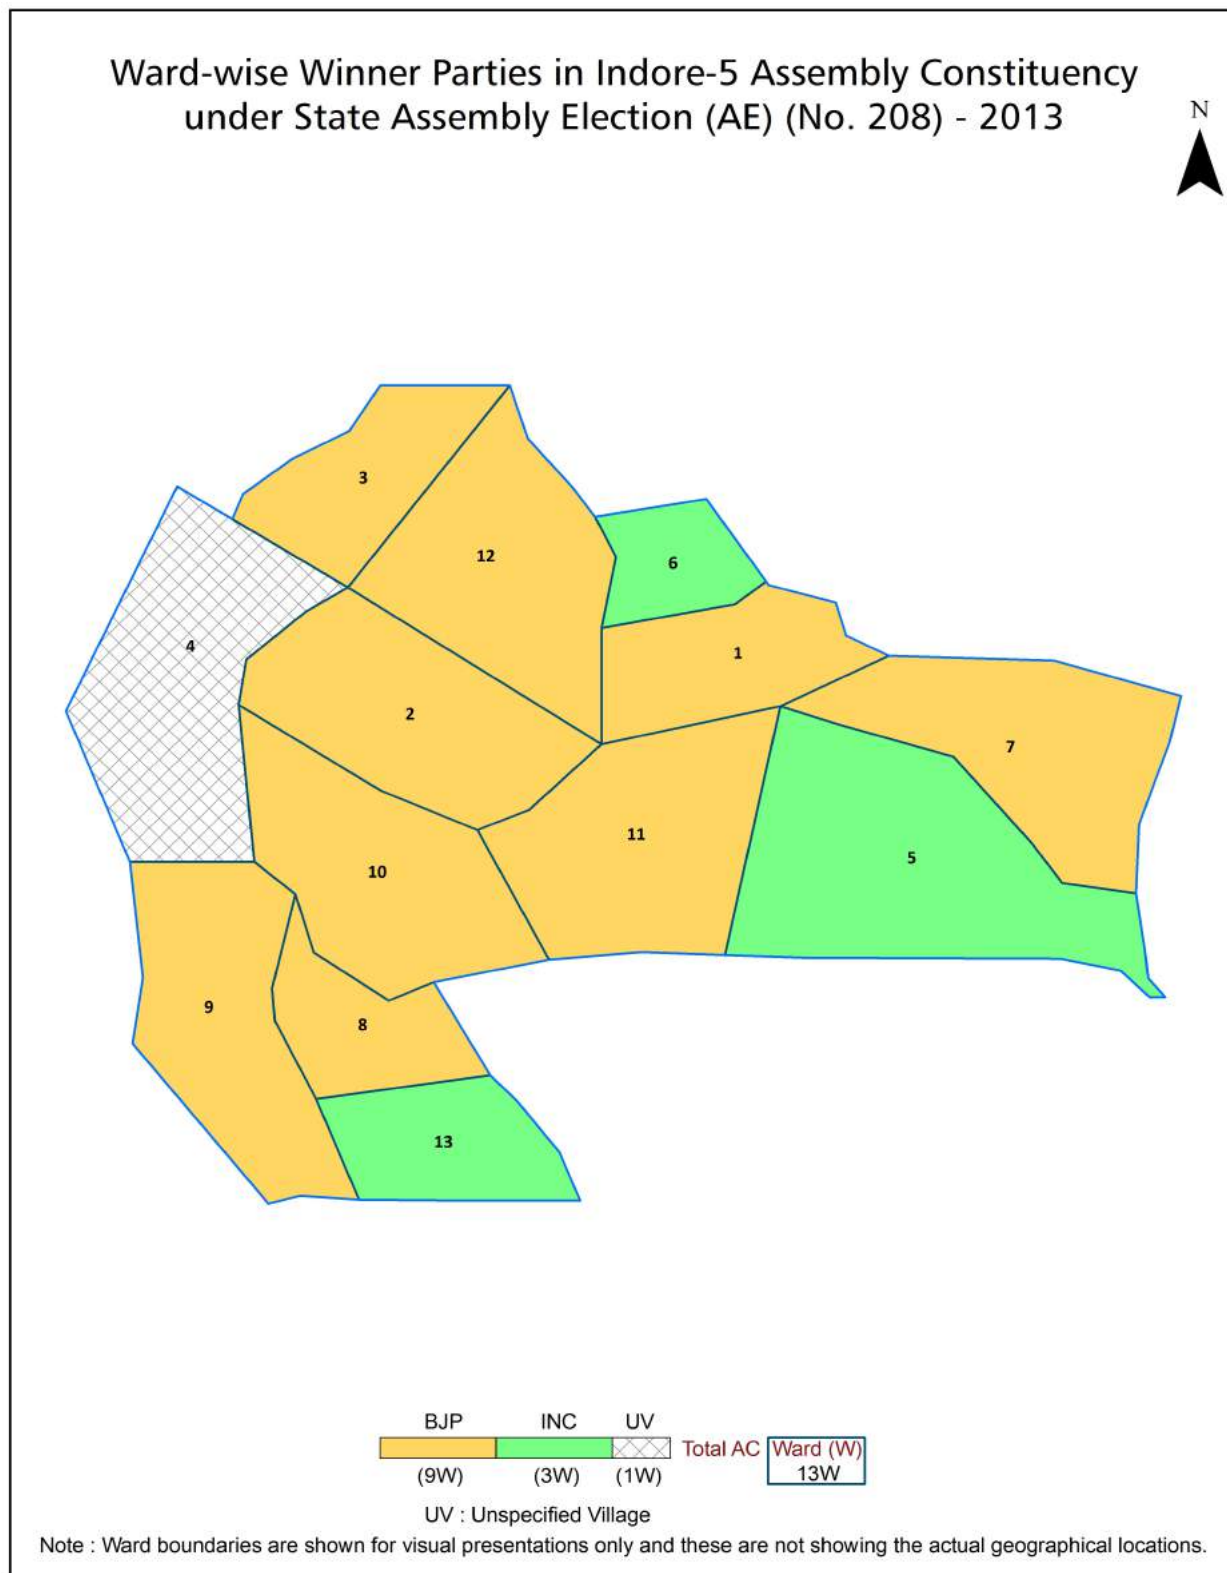 Ward-wise Winner Parties in Indore-5 Assembly Constituency
under State Assembly Election (AE) (No. 208) - 2013
N
3
12
6
4
1
2
7
11
5
10
9
8
13
BJP INC UV
Total AC Ward (W)
(9W) (3W) (1W) 13W
UV : Unspecified Village
Note : Ward boundaries are shown for visual presentations only and these are not showing the actual geographical locations.